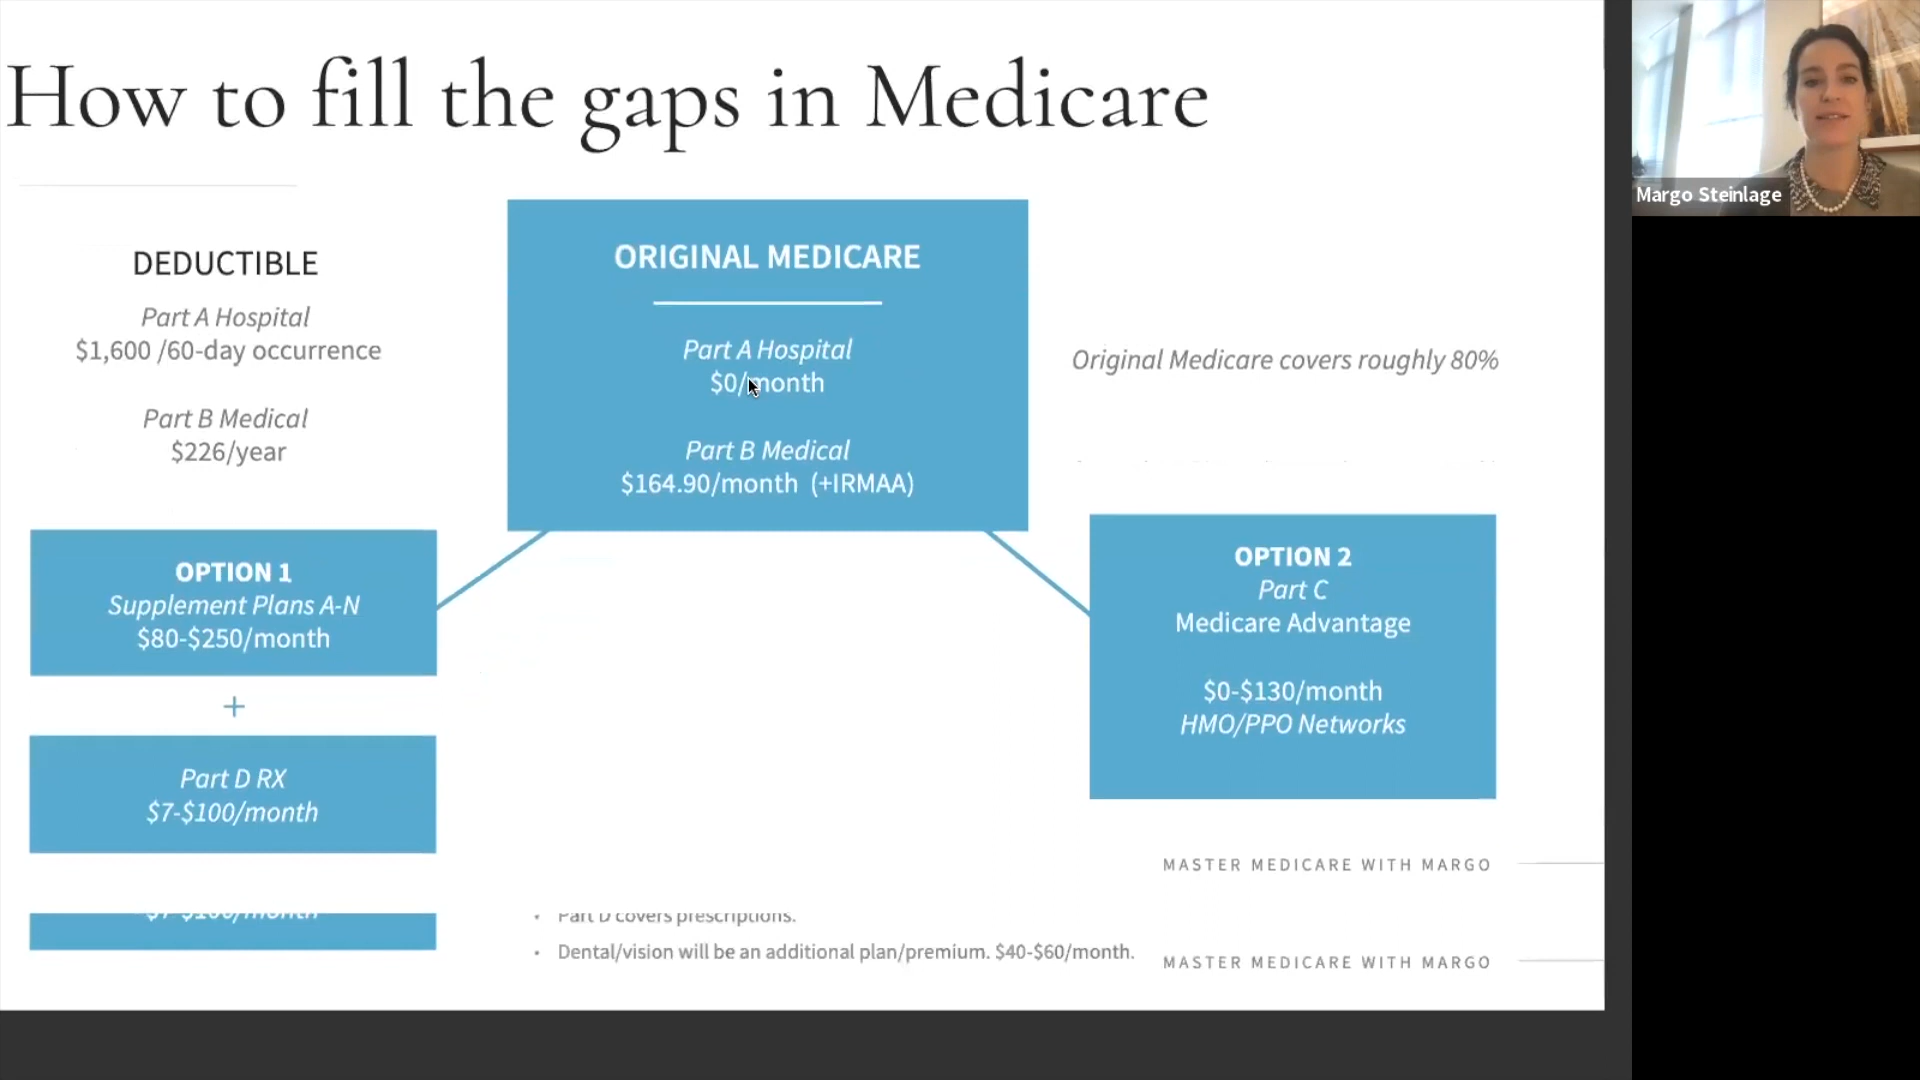 How to fill the gaps in Medicare
Margo Steinlage
DEDUCTIBLE
Part A Hospital
$1,600 /60-day occurrence
Part B Medical
$226/year
ORIGINAL MEDICARE
Part A Hospital
$0/month
Part B Medical
$164.90/month (+IRMAA)
Original Medicare covers roughly 80%
OPTION 1
Supplement Plans A-N
$80-$250/month
+
Part D RX
$7-$100/month
OPTION 2
Part C
Medicare Advantage
$0-$130/month
HMO/PPO Networks
MASTER MEDICARE WITH MARGO
$7-$100/month
• Part D covers prescriptions.
• Dental/vision will be an additional plan/premium. $40-$60/month.
MASTER MEDICARE WITH MARGO